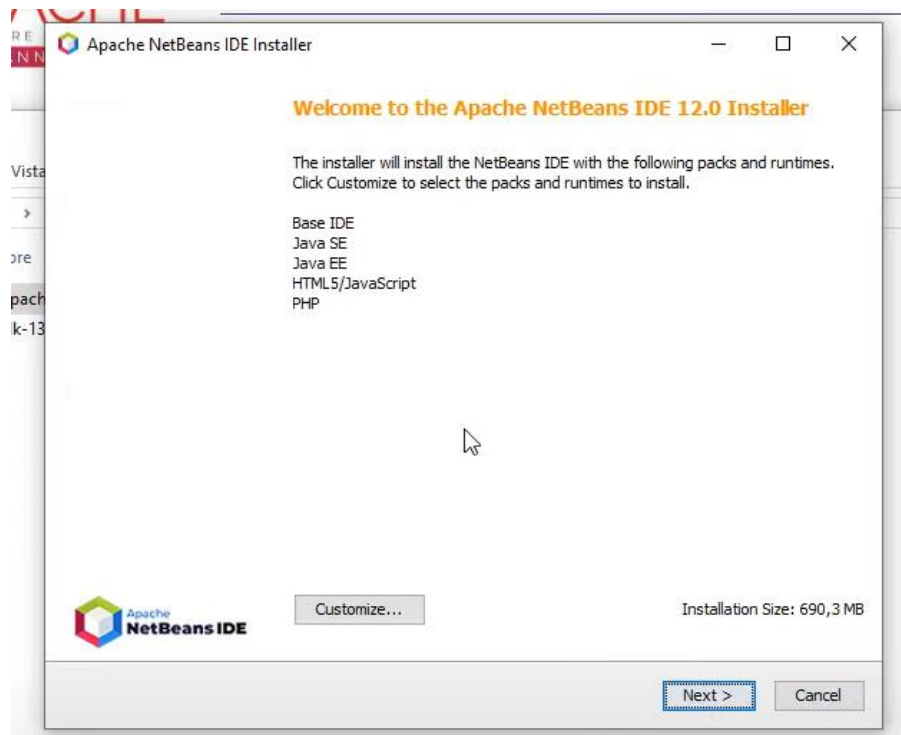 Apache NetBeans IDE Installer
Welcome to the Apache NetBeans IDE 12.0 Installer
The installer will install the NetBeans IDE with the following packs and runtimes.
Click Customize to select the packs and runtimes to install.
Base IDE
Java SE
Java EE
HTML5/JavaScript
PHP
Vista
Apache
NetBeans IDE
Customize...
Installation Size: 690,3 MB
Next >
Cancel